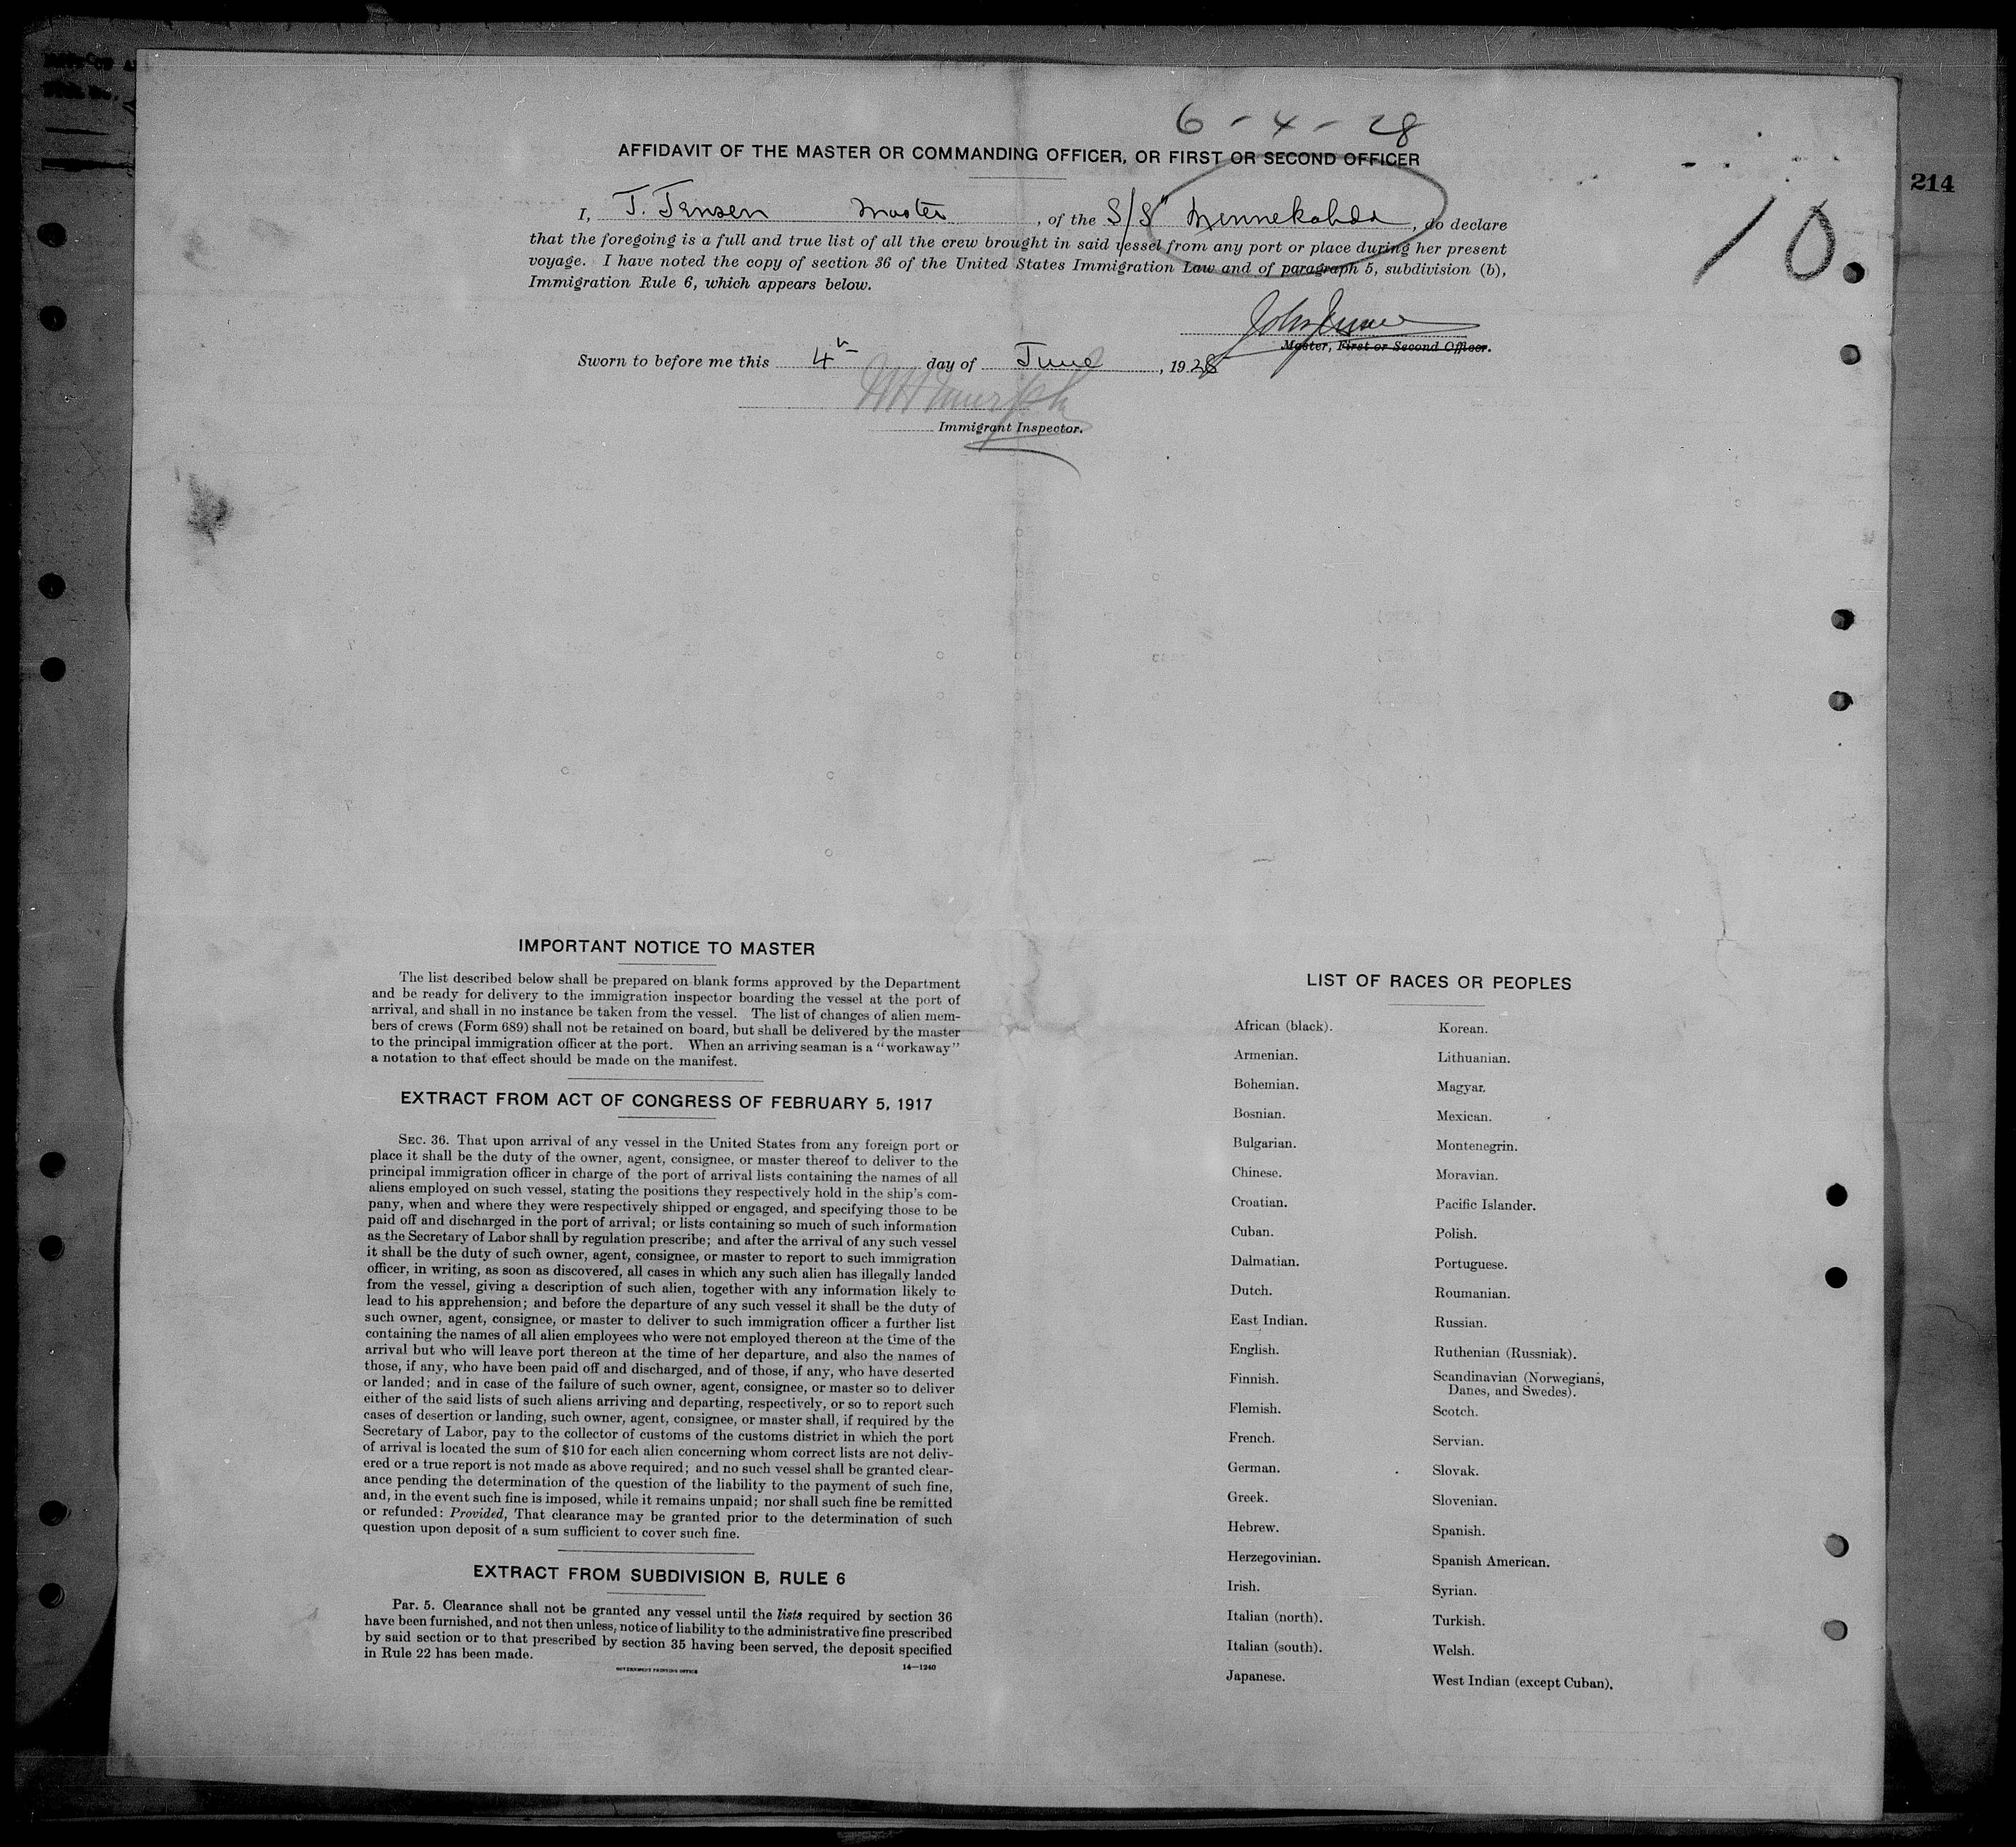 6 - 4 - 28
AFFIDAVIT OF THE MASTER OR COMMANDING OFFICER, OR FIRST OR SECOND OFFICER
214
10
I, J. Jensen Master, of the S/S "Minnekahda, do declare
that the foregoing is a full and true list of all the crew brought in said vessel from any port or place during her present
voyage. I have noted the copy of section 36 of the United States Immigration Law and of paragraph 5, subdivision (b),
Immigration Rule 6, which appears below.
John Jensen
Master, First or Second Officer.
Sworn to before me this 4th day of June, 1928
Immigrant Inspector.
IMPORTANT NOTICE TO MASTER
The list described below shall be prepared on blank forms approved by the Department
and be ready for delivery to the immigration inspector boarding the vessel at the port of
arrival, and shall in no instance be taken from the vessel. The list of changes of alien mem-
bers of crews (Form 689) shall not be retained on board, but shall be delivered by the master
to the principal immigration officer at the port. When an arriving seaman is a "workaway"
a notation to that effect should be made on the manifest.
EXTRACT FROM ACT OF CONGRESS OF FEBRUARY 5, 1917
SEC. 36. That upon arrival of any vessel in the United States from any foreign port or
place it shall be the duty of the owner, agent, consignee, or master thereof to deliver to the
principal immigration officer in charge of the port of arrival lists containing the names of all
aliens employed on such vessel, stating the positions they respectively hold in the ship's com-
pany, when and where they were respectively shipped or engaged, and specifying those to be
paid off and discharged in the port of arrival; or lists containing so much of such information
as the Secretary of Labor shall by regulation prescribe; and after the arrival of any such vessel
it shall be the duty of such owner, agent, consignee, or master to report to such immigration
officer, in writing, as soon as discovered, all cases in which any such alien has illegally landed
from the vessel, giving a description of such alien, together with any information likely to
lead to his apprehension; and before the departure of any such vessel it shall be the duty of
such owner, agent, consignee, or master to deliver to such immigration officer a further list
containing the names of all alien employees who were not employed thereon at the time of the
arrival but who will leave port thereon at the time of her departure, and also the names of
those, if any, who have been paid off and discharged, and of those, if any, who have deserted
or landed; and in case of the failure of such owner, agent, consignee, or master so to deliver
either of the said lists of such aliens arriving and departing, respectively, or so to report such
cases of desertion or landing, such owner, agent, consignee, or master shall, if required by the
Secretary of Labor, pay to the collector of customs of the customs district in which the port
of arrival is located the sum of $10 for each alien concerning whom correct lists are not deliv-
ered or a true report is not made as above required; and no such vessel shall be granted clear-
ance pending the determination of the question of the liability to the payment of such fine,
and, in the event such fine is imposed, while it remains unpaid; nor shall such fine be remitted
or refunded: Provided, That clearance may be granted prior to the determination of such
question upon deposit of a sum sufficient to cover such fine.
EXTRACT FROM SUBDIVISION B, RULE 6
Par. 5. Clearance shall not be granted any vessel until the lists required by section 36
have been furnished, and not then unless, notice of liability to the administrative fine prescribed
by said section or to that prescribed by section 35 having been served, the deposit specified
in Rule 22 has been made.
GOVERNMENT PRINTING OFFICE 14—1240
LIST OF RACES OR PEOPLES
African (black).
Armenian.
Bohemian.
Bosnian.
Bulgarian.
Chinese.
Croatian.
Cuban.
Dalmatian.
Dutch.
East Indian.
English.
Finnish.
Flemish.
French.
German.
Greek.
Hebrew.
Herzegovinian.
Irish.
Italian (north).
Italian (south).
Japanese.
Korean.
Lithuanian.
Magyar.
Mexican.
Montenegrin.
Moravian.
Pacific Islander.
Polish.
Portuguese.
Roumanian.
Russian.
Ruthenian (Russniak).
Scandinavian (Norwegians,
Danes, and Swedes).
Scotch.
Servian.
Slovak.
Slovenian.
Spanish.
Spanish American.
Syrian.
Turkish.
Welsh.
West Indian (except Cuban).